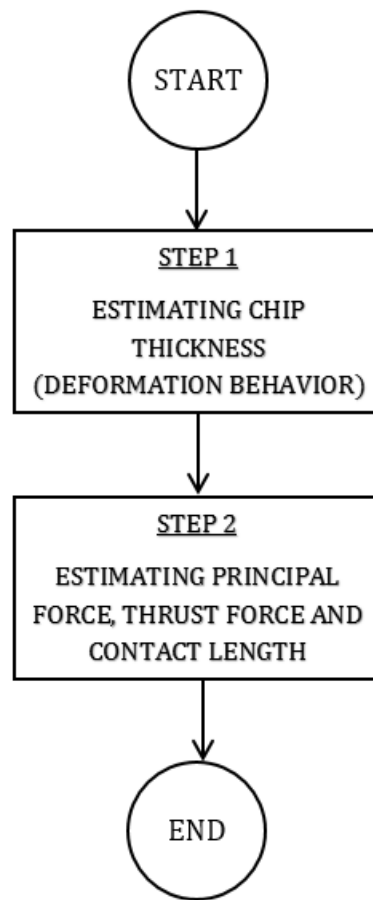 START
STEP 1
ESTIMATING CHIP
THICKNESS
(DEFORMATION BEHAVIOR)
STEP 2
ESTIMATING PRINCIPAL
FORCE, THRUST FORCE AND
CONTACT LENGTH
END